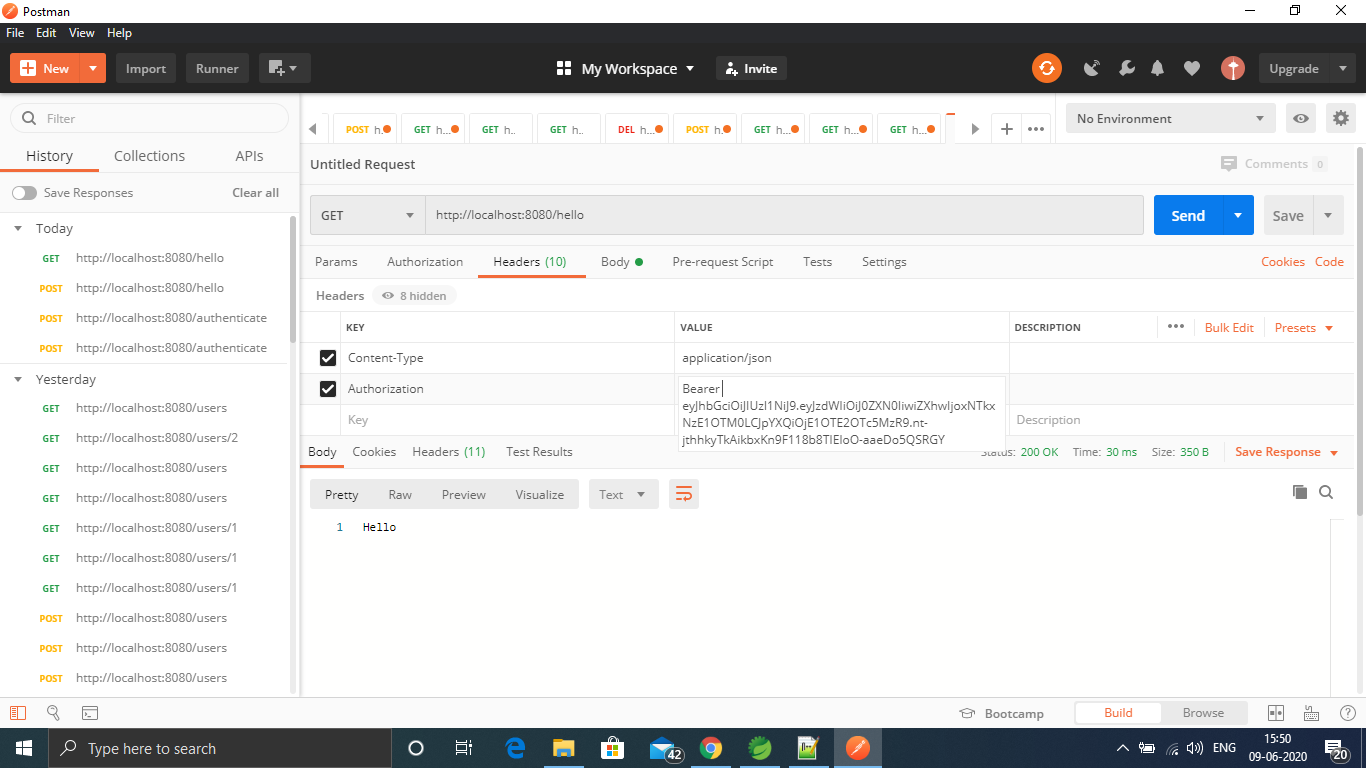 Postman
File Edit View Help
New Import Runner My Workspace Invite Upgrade
Filter
History Collections APIs
Save Responses Clear all
Today
GET http://localhost:8080/hello
POST http://localhost:8080/hello
POST http://localhost:8080/authenticate
POST http://localhost:8080/authenticate
Yesterday
GET http://localhost:8080/users
GET http://localhost:8080/users/2
GET http://localhost:8080/users
GET http://localhost:8080/users
GET http://localhost:8080/users/1
GET http://localhost:8080/users/1
GET http://localhost:8080/users/1
POST http://localhost:8080/users
POST http://localhost:8080/users
POST http://localhost:8080/users
POST h. GET h... GET h.. GET h.. DEL h... POST h. GET h... GET h... GET h... No Environment
Untitled Request Comments 0
GET http://localhost:8080/hello Send Save
Params Authorization Headers (10) Body Pre-request Script Tests Settings Cookies Code
Headers 8 hidden
KEY VALUE DESCRIPTION Bulk Edit Presets
Content-Type application/json
Authorization Bearer
eyJhbGciOiJIUzI1NiJ9.eyJzdWIiOiJ0ZXN0IiwiZXhwIjoxNTkx
NzE1OTM0LCJpYXQiOjE1OTE2OTc5MzR9.nt-
jthhkyTkAikbxKn9F118b8TlEIoO-aaeDo5QSRGY
Key Description
Body Cookies Headers (11) Test Results Status: 200 OK Time: 30 ms Size: 350 B Save Response
Pretty Raw Preview Visualize Text
1 Hello
Bootcamp Build Browse
Type here to search 42 ENG 15:50
09-06-2020 20